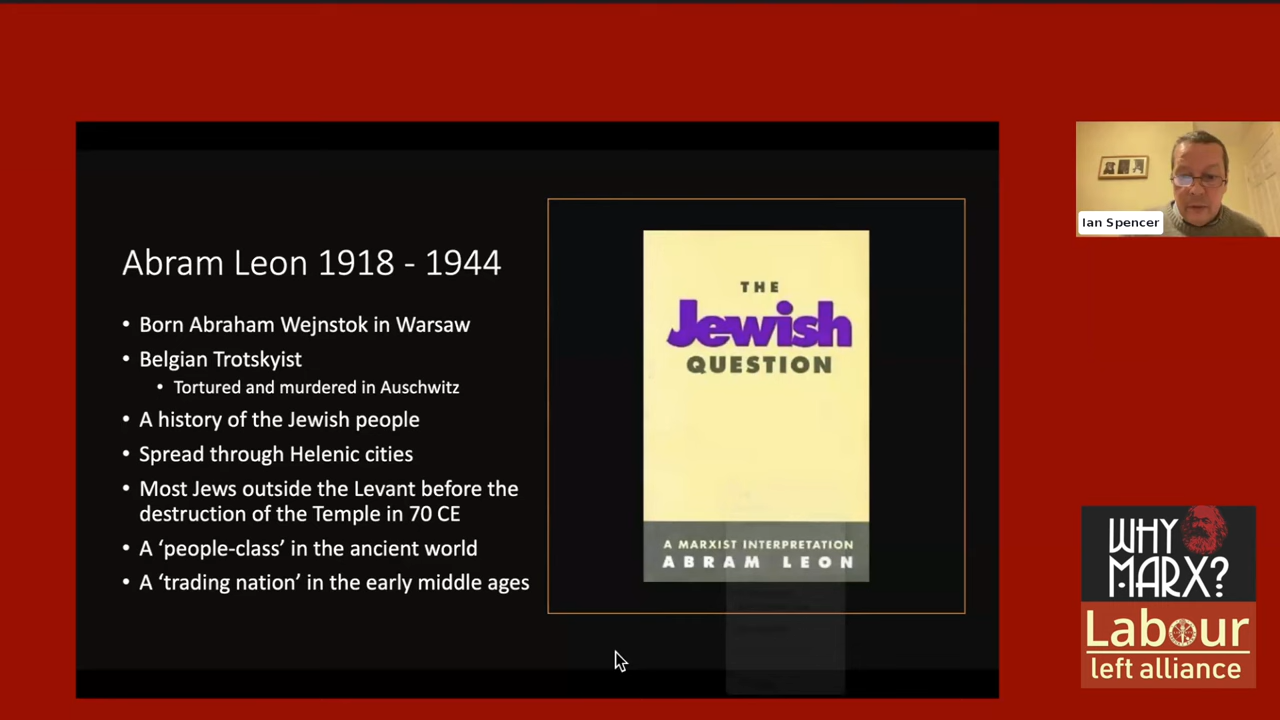 Abram Leon 1918 - 1944
• Born Abraham Wejnstok in Warsaw
• Belgian Trotskyist
• Tortured and murdered in Auschwitz
• A history of the Jewish people
• Spread through Helenic cities
• Most Jews outside the Levant before the
destruction of the Temple in 70 CE
• A ‘people-class’ in the ancient world
• A ‘trading nation’ in the early middle ages
THE
Jewish
QUESTION
A MARXIST INTERPRETATION
ABRAM LEON
Ian Spencer
WHY
MARX?
Labour
left alliance